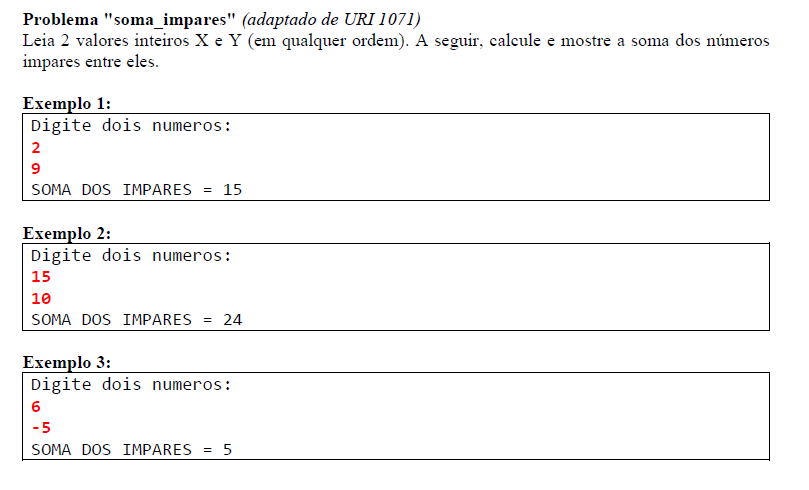 Problema "soma_impares" (adaptado de URI 1071)
Leia 2 valores inteiros X e Y (em qualquer ordem). A seguir, calcule e mostre a soma dos números
impares entre eles.
Exemplo 1:
Digite dois numeros:
2
9
SOMA DOS IMPARES = 15
Exemplo 2:
Digite dois numeros:
15
10
SOMA DOS IMPARES = 24
Exemplo 3:
Digite dois numeros:
6
-5
SOMA DOS IMPARES = 5